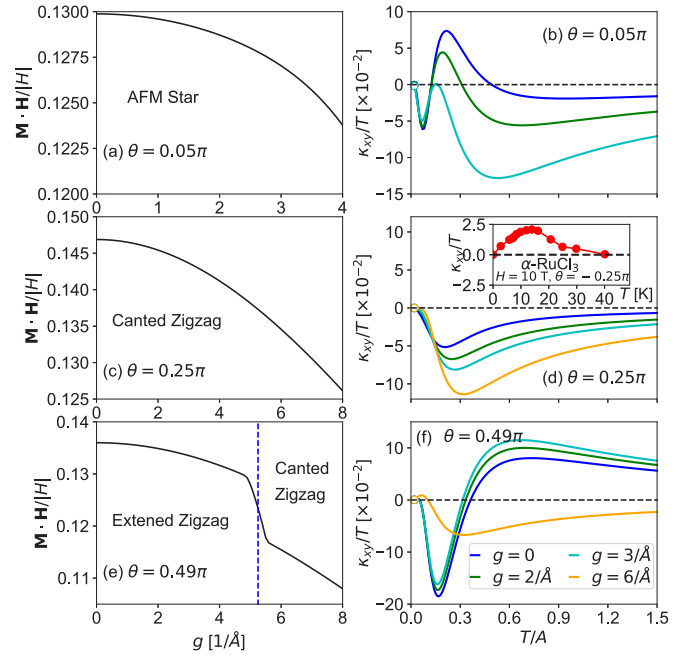 0.1300
0.1275
0.1250
0.1225
0.1200
M · H/|H|
AFM Star
(a) θ = 0.05π
0 1 2 3 4
10
5
0
−5
−10
−15
κxy/T [×10−2]
(b) θ = 0.05π
0.150
0.145
0.140
0.135
0.130
0.125
M · H/|H|
Canted Zigzag
(c) θ = 0.25π
0 2 4 6 8
10
5
0
−5
−10
κxy/T [×10−2]
2.5
0.0
−2.5
κxy/T
α-RuCl3
H = 10 T, θ = − 0.25π
0 10 20 30 40 T [K]
(d) θ = 0.25π
0.14
0.13
0.12
0.11
M · H/|H|
Canted
Zigzag
Extened Zigzag
(e) θ = 0.49π
0 2 4 6 8
g [1/Å]
10
0
−10
−20
κxy/T [×10−2]
(f) θ = 0.49π
g = 0 g = 3/Å
g = 2/Å g = 6/Å
0.0 0.3 0.6 0.9 1.2 1.5
T/A